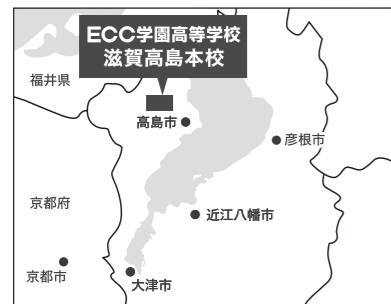 ECC学園高等学校
滋賀高島本校
福井県
高島市
彦根市
京都府
近江八幡市
京都市
大津市